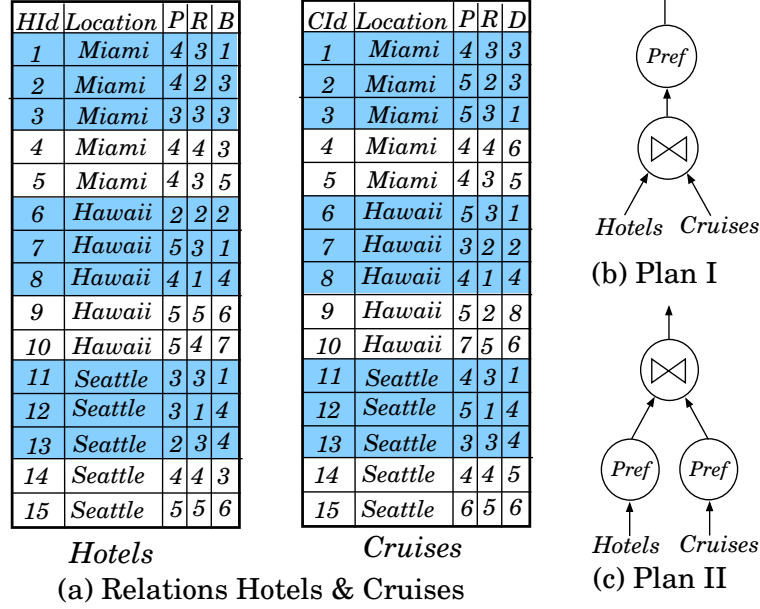 HId Location P R B
1 Miami 4 3 1
2 Miami 4 2 3
3 Miami 3 3 3
4 Miami 4 4 3
5 Miami 4 3 5
6 Hawaii 2 2 2
7 Hawaii 5 3 1
8 Hawaii 4 1 4
9 Hawaii 5 5 6
10 Hawaii 5 4 7
11 Seattle 3 3 1
12 Seattle 3 1 4
13 Seattle 2 3 4
14 Seattle 4 4 3
15 Seattle 5 5 6
Hotels
CId Location P R D
1 Miami 4 3 3
2 Miami 5 2 3
3 Miami 5 3 1
4 Miami 4 4 6
5 Miami 4 3 5
6 Hawaii 5 3 1
7 Hawaii 3 2 2
8 Hawaii 4 1 4
9 Hawaii 5 2 8
10 Hawaii 7 5 6
11 Seattle 4 3 1
12 Seattle 5 1 4
13 Seattle 3 3 4
14 Seattle 4 4 5
15 Seattle 6 5 6
Cruises
(a) Relations Hotels & Cruises
Pref
Hotels Cruises
(b) Plan I
Pref Pref
Hotels Cruises
(c) Plan II